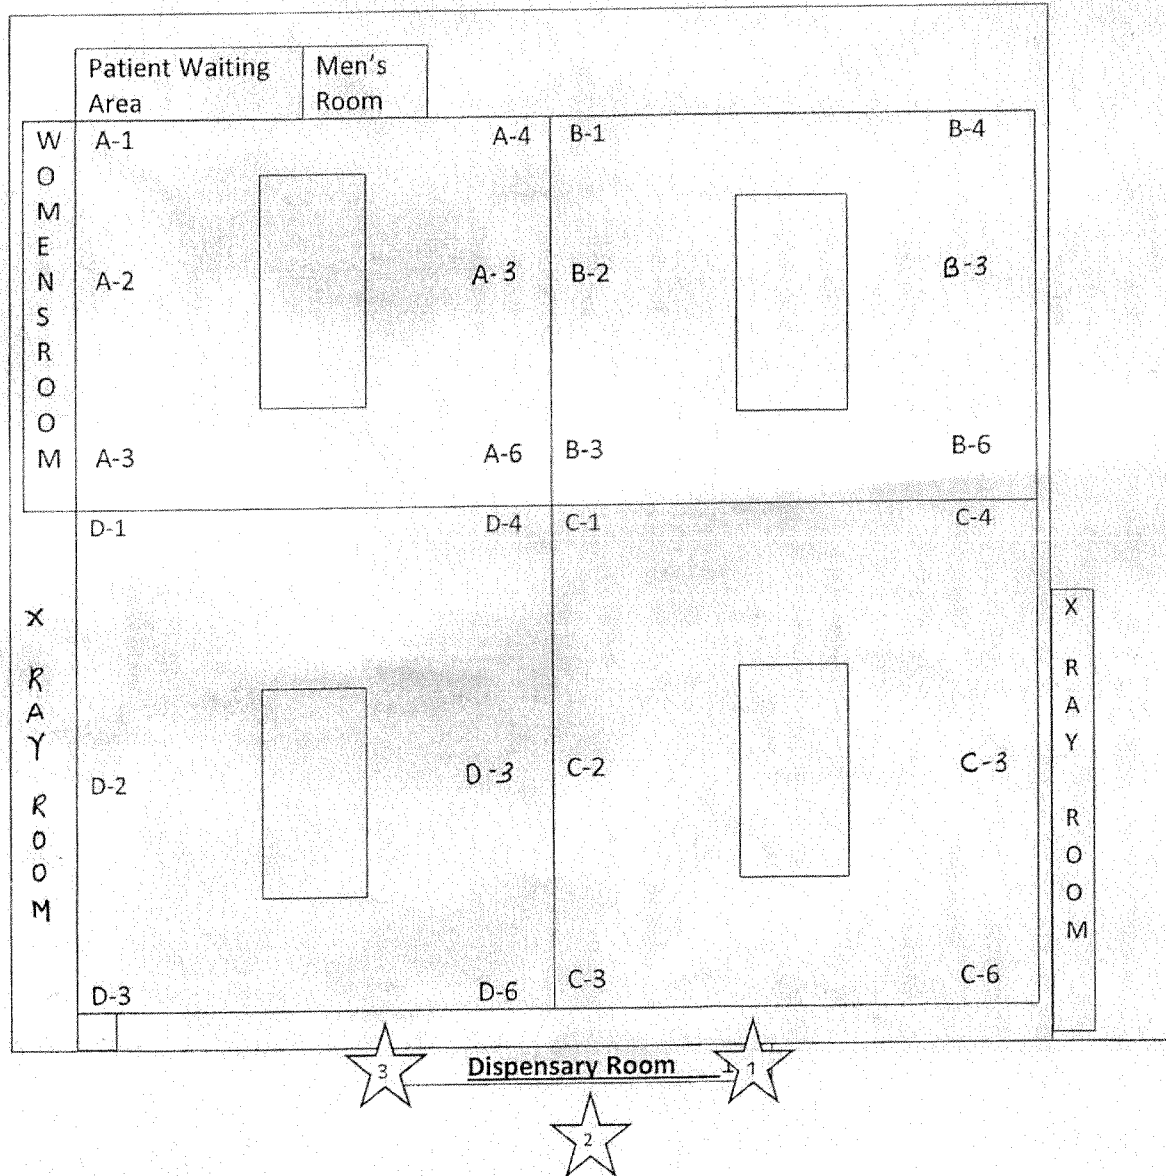 Patient Waiting Area
Men's Room
WOMENSROOM
A-1
A-4
B-1
B-4
A-2
A-3
B-2
B-3
A-3
A-6
B-3
B-6
D-1
D-4
C-1
C-4
X RAY ROOM
X RAY ROOM
D-2
D-3
C-2
C-3
D-3
D-6
C-3
C-6
3
Dispensary Room
1
2